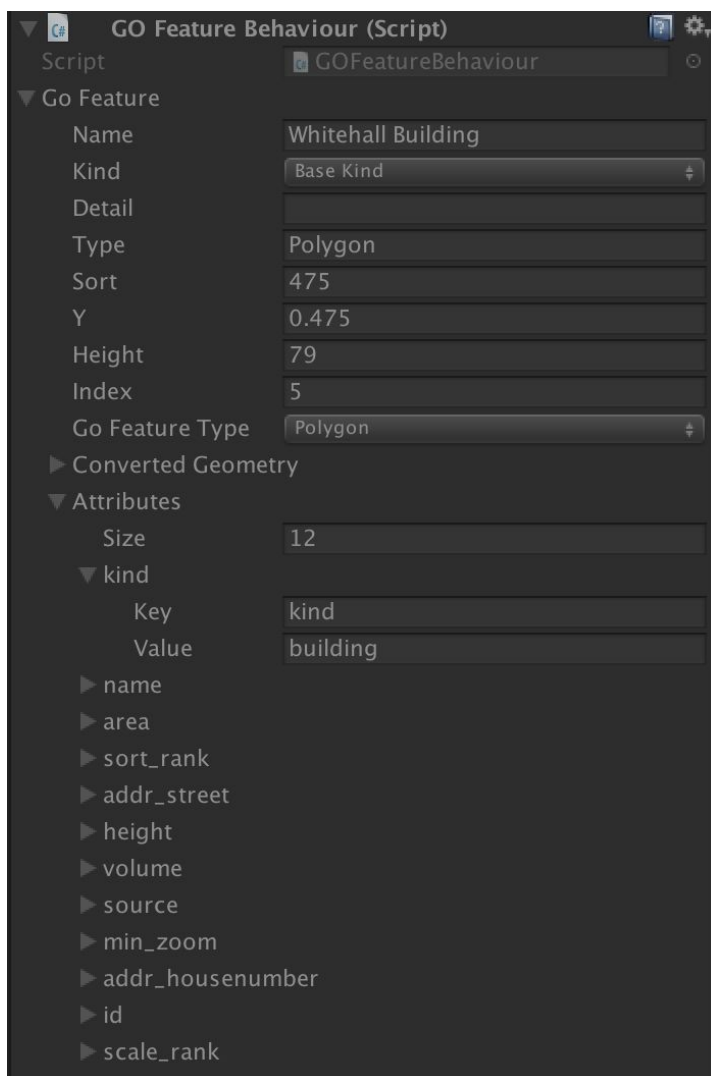 C# GO Feature Behaviour (Script) ?
Script C# GOFeatureBehaviour
Go Feature
Name Whitehall Building
Kind Base Kind
Detail
Type Polygon
Sort 475
Y 0.475
Height 79
Index 5
Go Feature Type Polygon
Converted Geometry
Attributes
Size 12
kind
Key kind
Value building
name
area
sort_rank
addr_street
height
volume
source
min_zoom
addr_housenumber
id
scale_rank